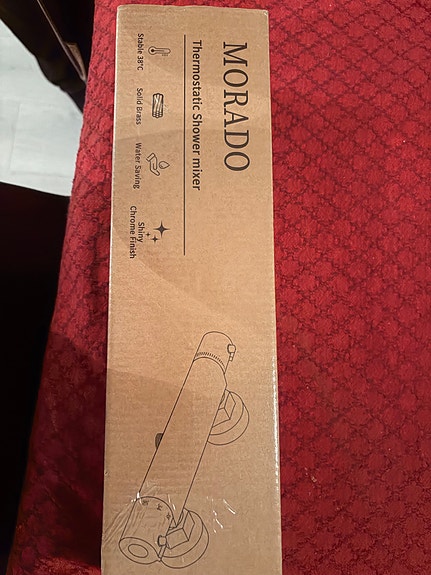 MORADO
Thermostatic Shower mixer
Stable 38°C
Solid Brass
Water Saving
Shiny
Chrome Finish